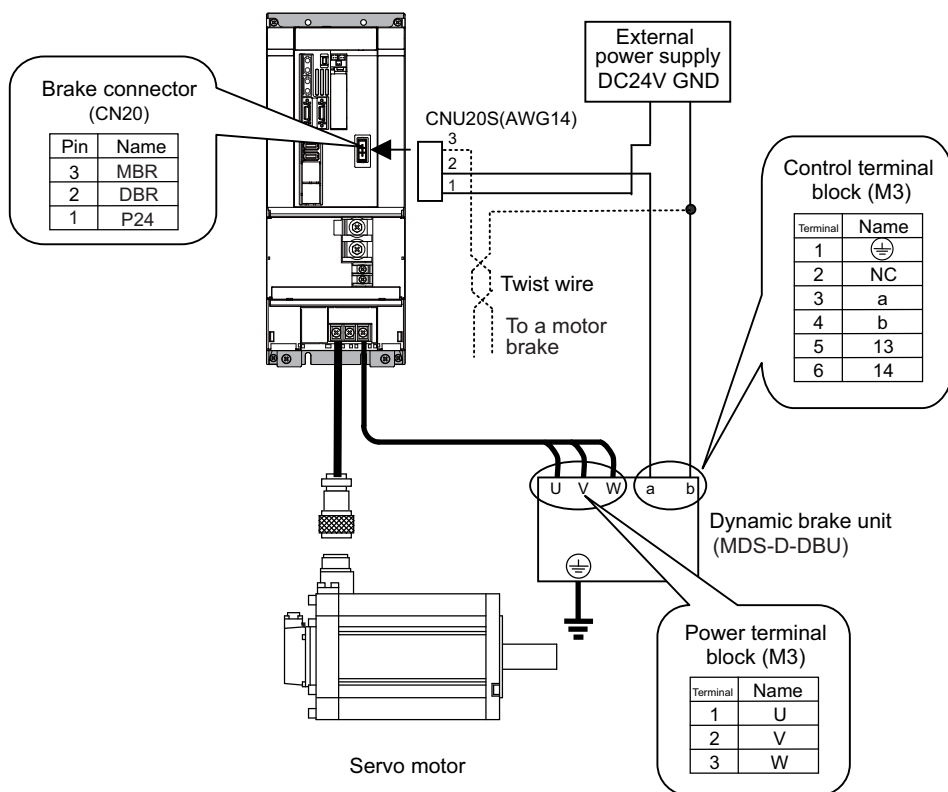 External
power supply
DC24V GND
Brake connector
(CN20)
Pin Name
3 MBR
2 DBR
1 P24
CNU20S(AWG14)
3
2
1
Control terminal
block (M3)
Terminal Name
1
2 NC
3 a
4 b
5 13
6 14
Twist wire
To a motor
brake
U V W a b
Dynamic brake unit
(MDS-D-DBU)
Power terminal
block (M3)
Terminal Name
1 U
2 V
3 W
Servo motor